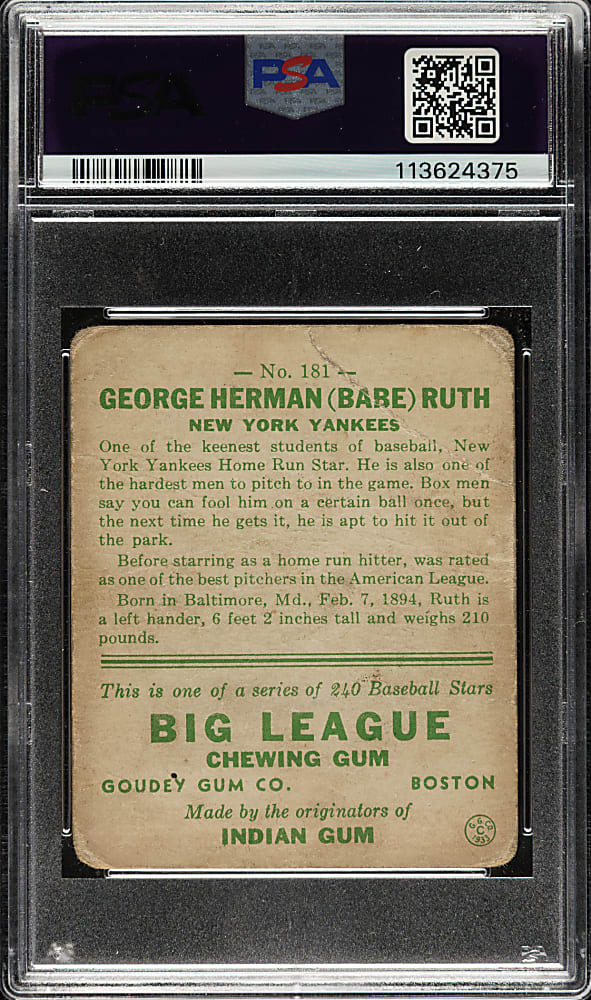 PSA
PSA
113624375
— No. 181 —
GEORGE HERMAN (BABE) RUTH
NEW YORK YANKEES
One of the keenest students of baseball, New
York Yankees Home Run Star. He is also one of
the hardest men to pitch to in the game. Box men
say you can fool him on a certain ball once, but
the next time he gets it, he is apt to hit it out of
the park.
Before starring as a home run hitter, was rated
as one of the best pitchers in the American League.
Born in Baltimore, Md., Feb. 7, 1894, Ruth is
a left hander, 6 feet 2 inches tall and weighs 210
pounds.
This is one of a series of 240 Baseball Stars
BIG LEAGUE
CHEWING GUM
GOUDEY GUM CO. BOSTON
Made by the originators of
INDIAN GUM
G.G.CO.
C
1933